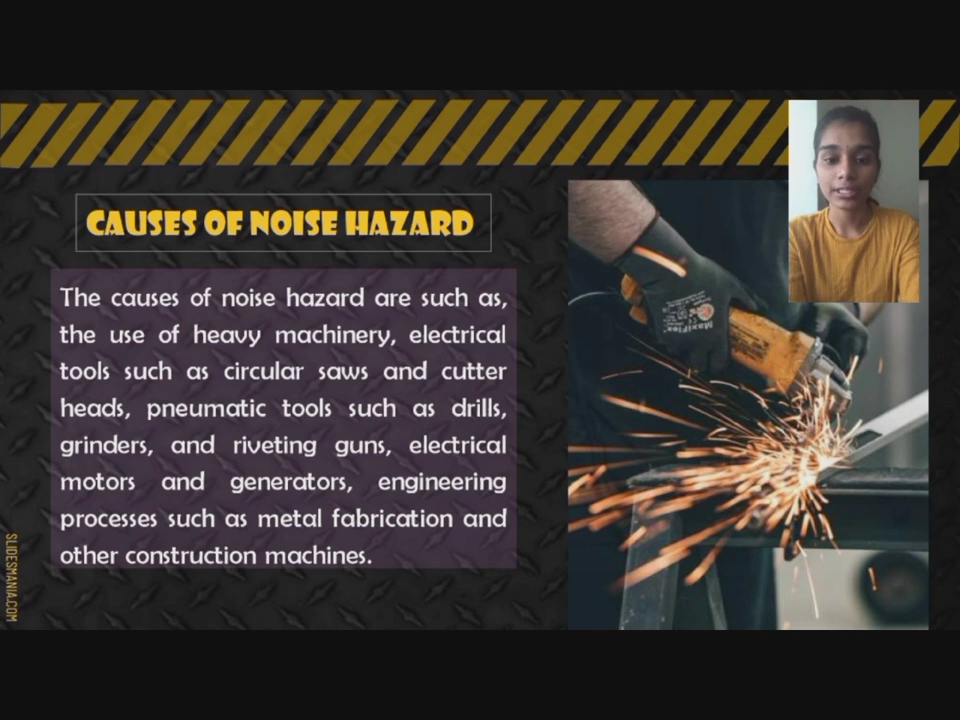 CAUSES OF NOISE HAZARD
The causes of noise hazard are such as,
the use of heavy machinery, electrical
tools such as circular saws and cutter
heads, pneumatic tools such as drills,
grinders, and riveting guns, electrical
motors and generators, engineering
processes such as metal fabrication and
other construction machines.
MaxiFlex
SLIDESMANIA.COM